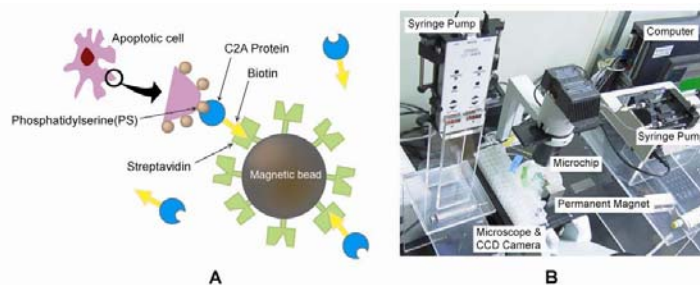 Apoptotic cell
C2A Protein
Biotin
Phosphatidylserine(PS)
Streptavidin
Magnetic bead
A
Syringe Pump
Computer
Syringe Pump
Microchip
Permanent Magnet
Microscope &
CCD Camera
B